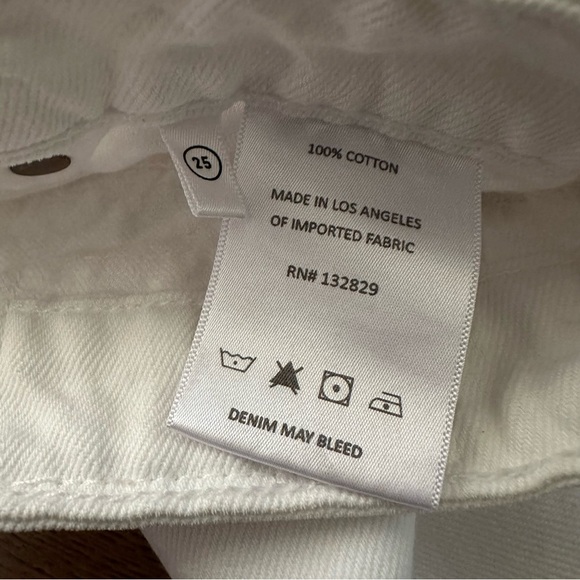 25
100% COTTON
MADE IN LOS ANGELES
OF IMPORTED FABRIC
RN# 132829
DENIM MAY BLEED